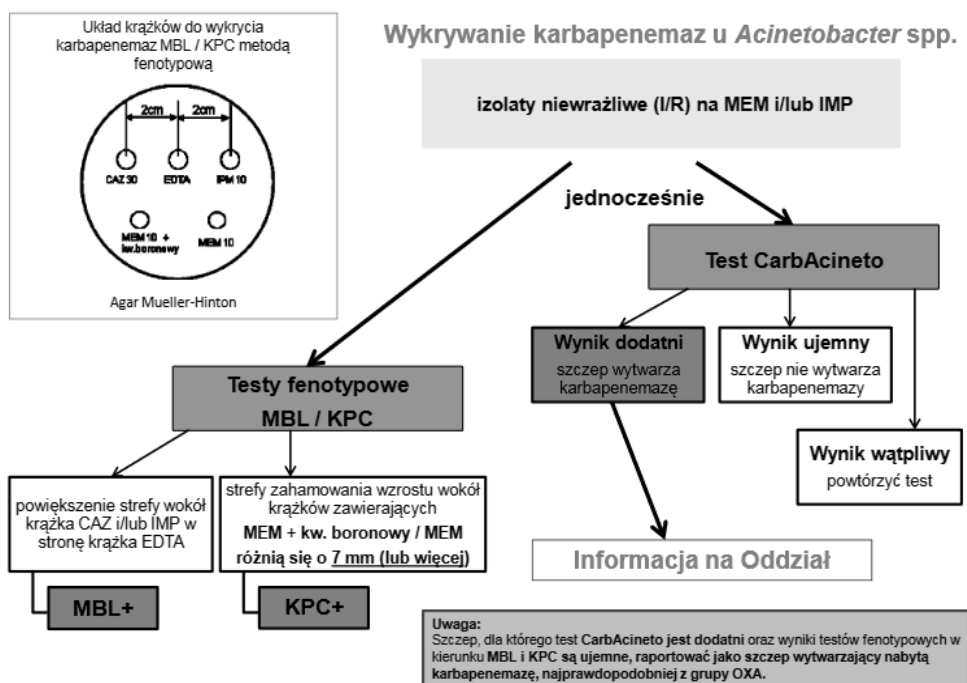 Układ krążków do wykrycia
karbapenemaz MBL / KPC metodą
fenotypową
2cm 2cm
CAZ 30 EDTA IPM 10
MEM 10 +
kw.boronowy
MEM 10
Agar Mueller-Hinton
Wykrywanie karbapenemaz u Acinetobacter spp.
izolaty niewrażliwe (I/R) na MEM i/lub IMP
jednocześnie
Test CarbAcineto
Wynik dodatni
szczep wytwarza
karbapenemazę
Wynik ujemny
szczep nie wytwarza
karbapenemazy
Wynik wątpliwy
powtórzyć test
Testy fenotypowe
MBL / KPC
powiększenie strefy wokół
krążka CAZ i/lub IMP w
stronę krążka EDTA
strefy zahamowania wzrostu wokół
krążków zawierających
MEM + kw. boronowy / MEM
różnią się o 7 mm (lub więcej)
MBL+
KPC+
Informacja na Oddział
Uwaga:
Szczep, dla którego test CarbAcineto jest dodatni oraz wyniki testów fenotypowych w
kierunku MBL i KPC są ujemne, raportować jako szczep wytwarzający nabytą
karbapenemazę, najprawdopodobniej z grupy OXA.